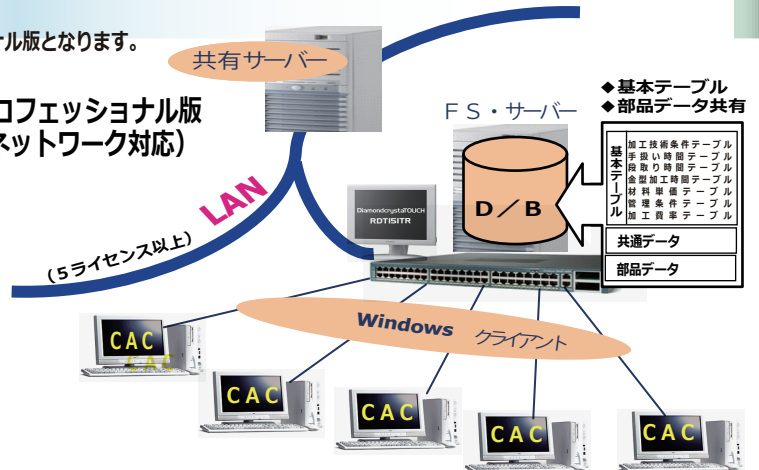 ナル版となります。
共有サーバー
ロフェッショナル版
ネットワーク対応）
LAN
（５ライセンス以上）
ＦＳ・サーバー
DiamondcrystaTOUCH
RDT151TR
D／B
◆基本テーブル
◆部品データ共有
基本テーブル
加工技術条件テーブル
手扱い時間テーブル
段取り時間テーブル
金型加工時間テーブル
材料単価テーブル
管理条件テーブル
加工費率テーブル
共通データ
部品データ
Windows クライアント
CAC
CAC
CAC
CAC
CAC
CAC